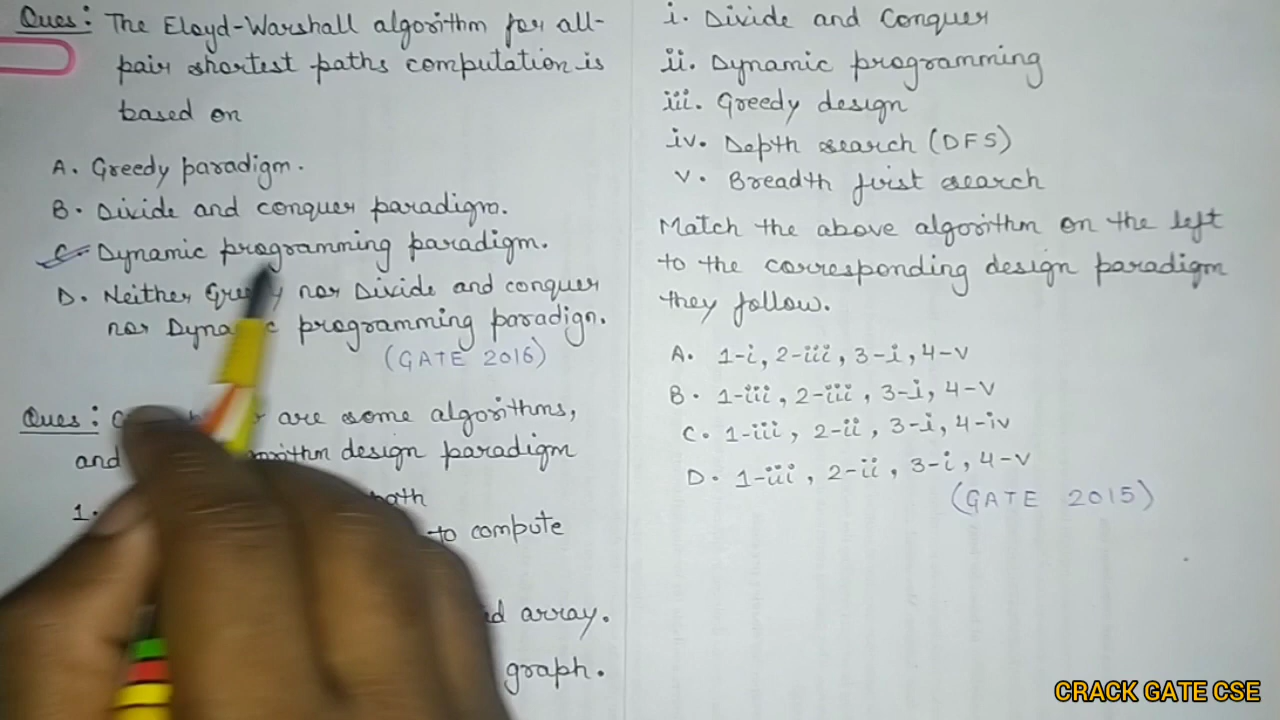 Ques: The Floyd-Warshall algorithm for all-
pair shortest paths computation is
based on
A. Greedy paradigm.
B. Divide and conquer paradigm.
C. Dynamic programming paradigm.
D. Neither Greedy nor Divide and conquer
nor Dynamic programming paradign.
(GATE 2016)
Ques: are some algorithms,
and design paradigm
1.
to compute
array.
graph.
i. Divide and Conquer
ii. Dynamic programming
iii. Greedy design
iv. Depth search (DFS)
v. Breadth first search
Match the above algorithm on the left
to the corresponding design paradigm
they follow.
A. 1-i, 2-iii, 3-i, 4-v
B. 1-iii, 2-iii, 3-i, 4-v
C. 1-iii, 2-ii, 3-i, 4-iv
D. 1-iii, 2-ii, 3-i, 4-v
(GATE 2015)
CRACK GATE CSE